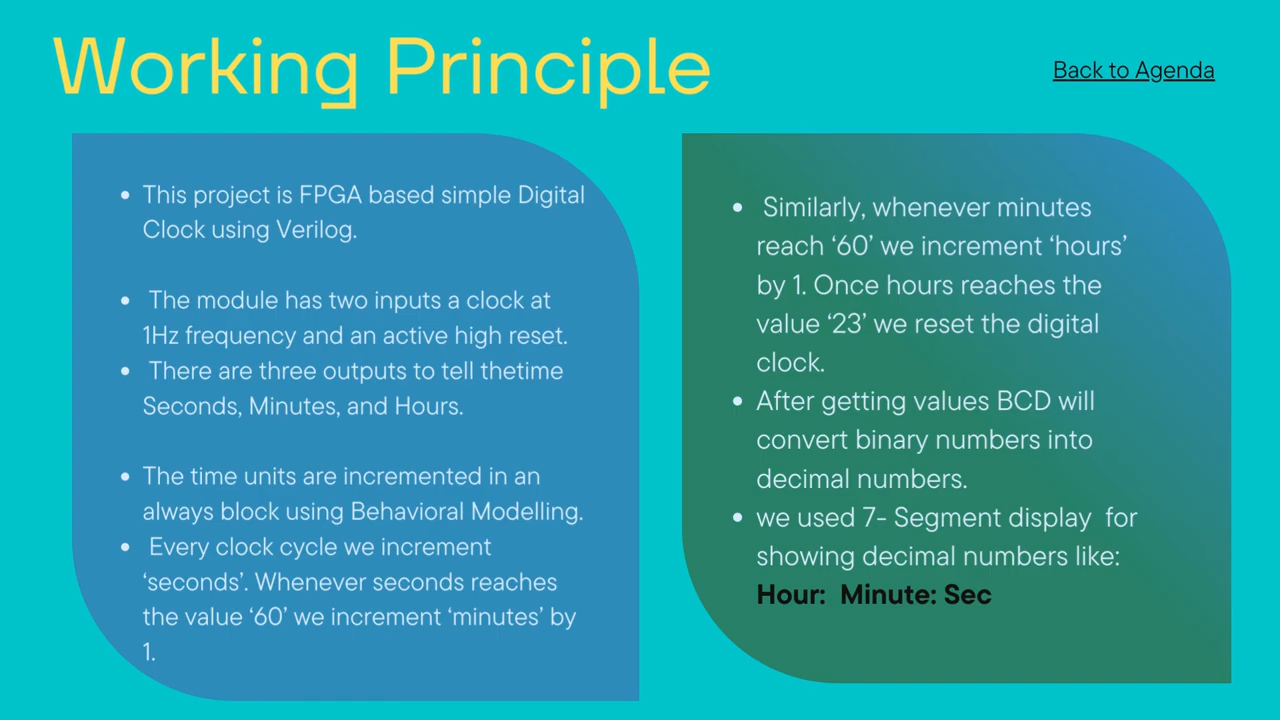 Working Principle
Back to Agenda
• This project is FPGA based simple Digital
Clock using Verilog.
• The module has two inputs a clock at
1Hz frequency and an active high reset.
• There are three outputs to tell thetime
Seconds, Minutes, and Hours.
• The time units are incremented in an
always block using Behavioral Modelling.
• Every clock cycle we increment
‘seconds’. Whenever seconds reaches
the value ‘60’ we increment ‘minutes’ by
1.
• Similarly, whenever minutes
reach ‘60’ we increment ‘hours’
by 1. Once hours reaches the
value ‘23’ we reset the digital
clock.
• After getting values BCD will
convert binary numbers into
decimal numbers.
• we used 7- Segment display  for
showing decimal numbers like:
Hour:  Minute: Sec